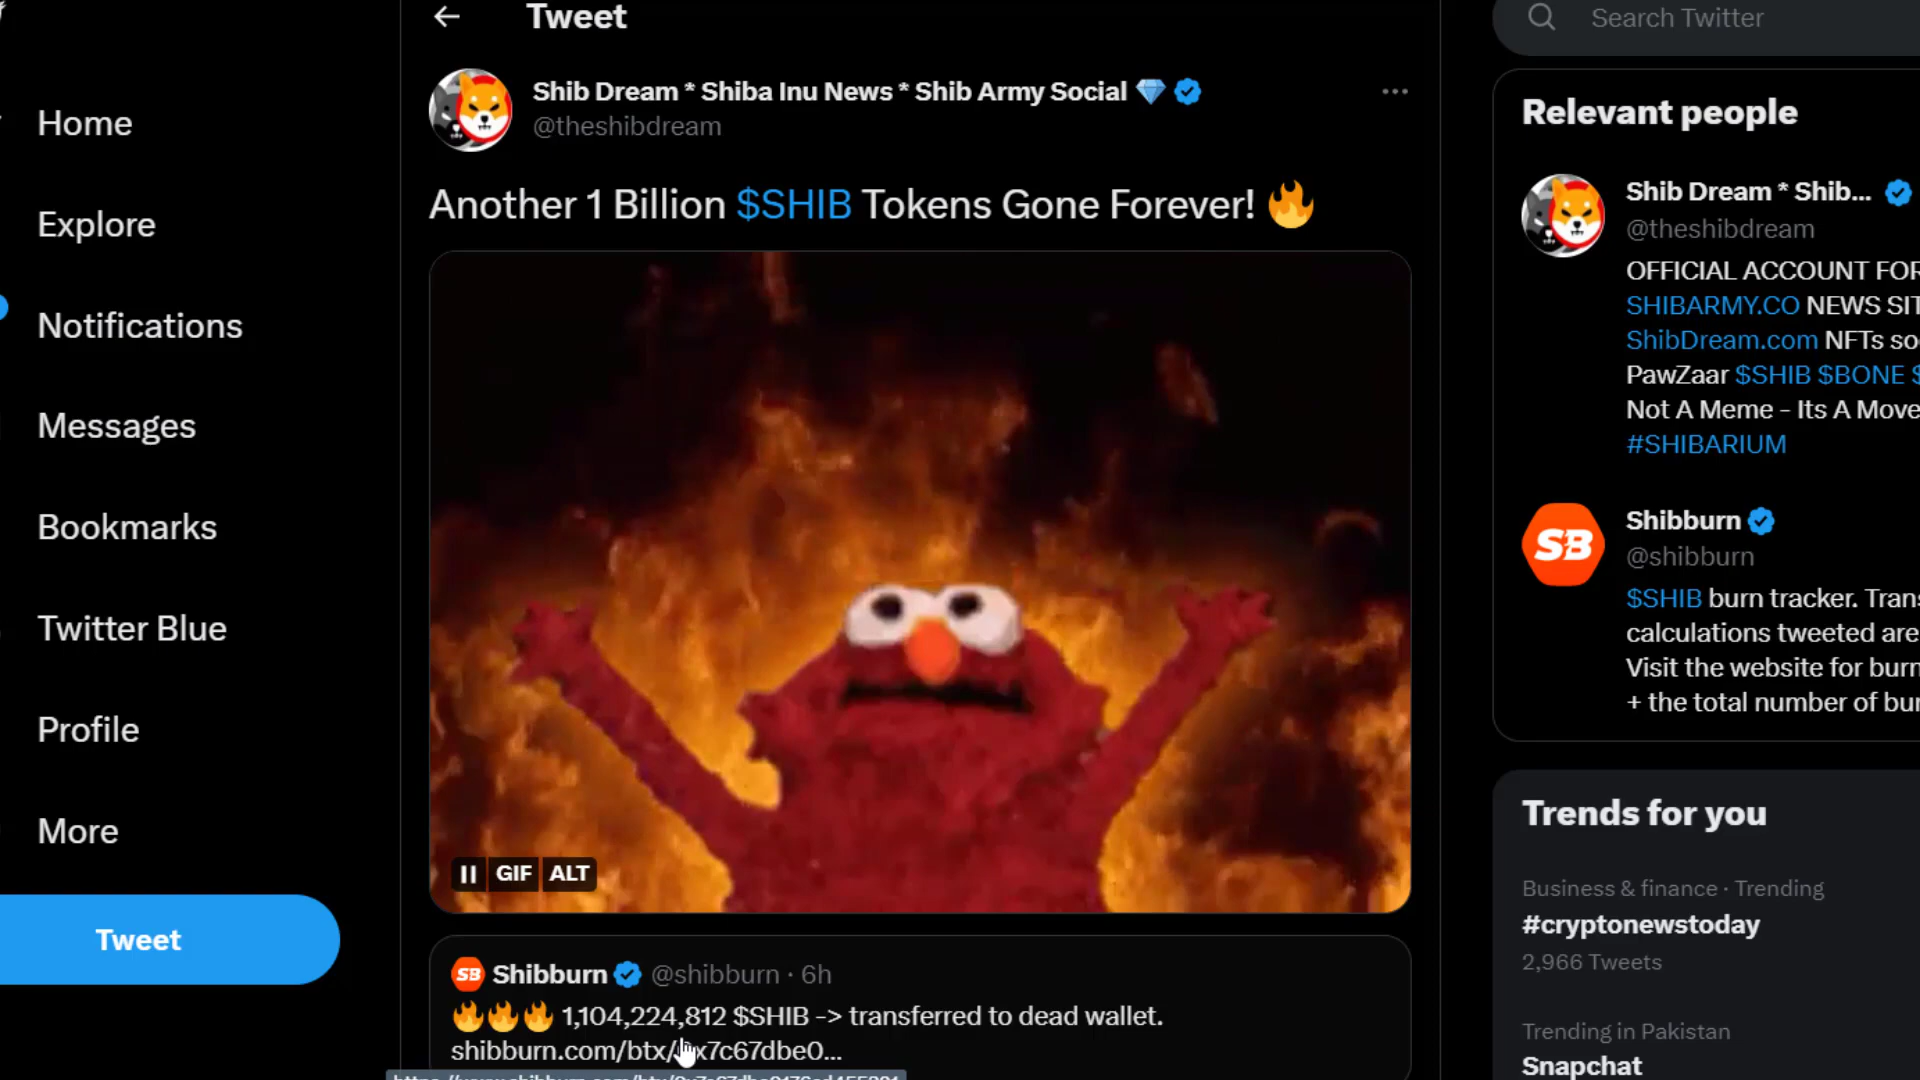 Tweet
Search Twitter
Home
Explore
Notifications
Messages
Bookmarks
Twitter Blue
Profile
More
Tweet
Shib Dream * Shiba Inu News * Shib Army Social
@theshibdream
Another 1 Billion $SHIB Tokens Gone Forever!
GIF ALT
SB Shibburn @shibburn · 6h
1,104,224,812 $SHIB -> transferred to dead wallet.
shibburn.com/btx/0x7c67dbe0...
Relevant people
Shib Dream * Shib...
@theshibdream
OFFICIAL ACCOUNT FOR
SHIBARMY.CO NEWS SIT
ShibDream.com NFTs so
PawZaar $SHIB $BONE $
Not A Meme - Its A Move
#SHIBARIUM
SB
Shibburn
@shibburn
$SHIB burn tracker. Trans
calculations tweeted are
Visit the website for burn
+ the total number of bur
Trends for you
Business & finance · Trending
#cryptonewstoday
2,966 Tweets
Trending in Pakistan
Snapchat